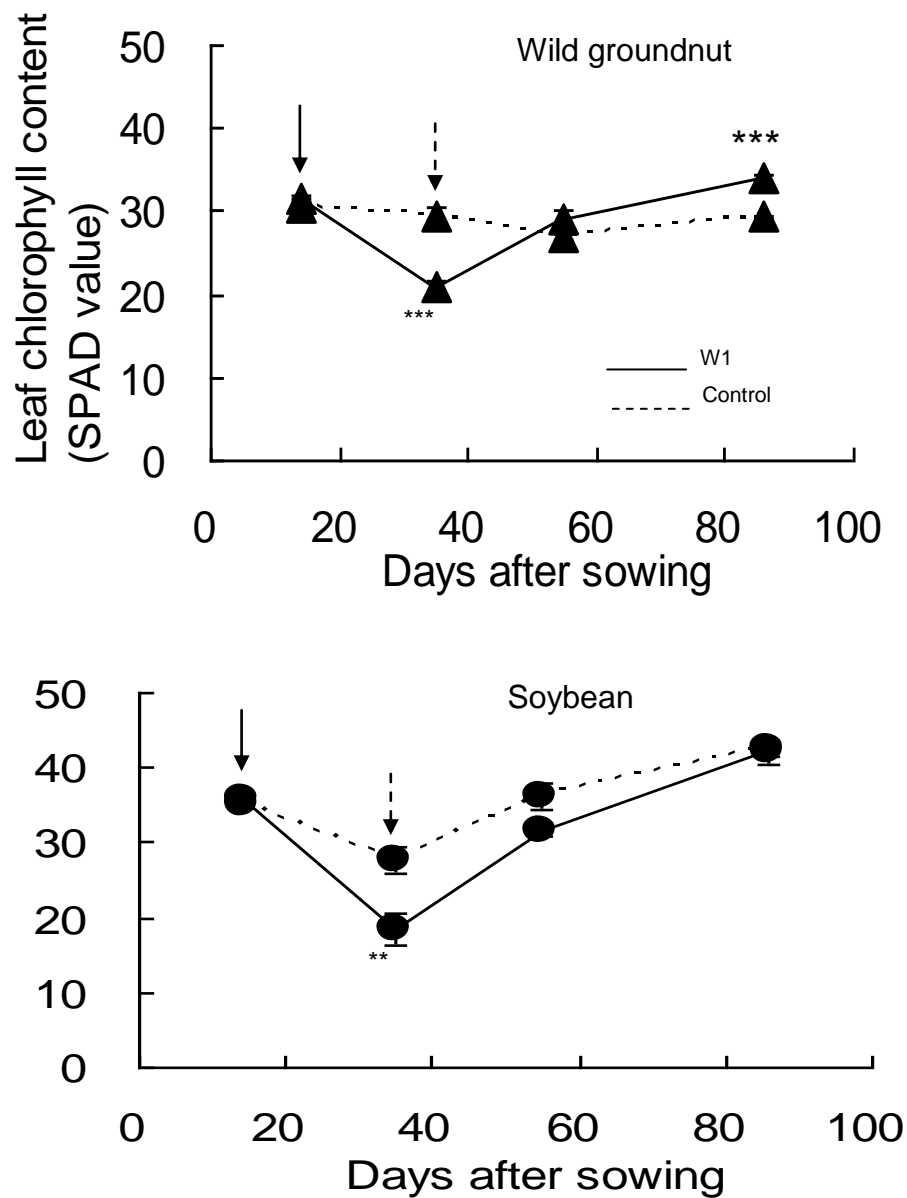 Leaf chlorophyll content
(SPAD value)
50
Wild groundnut
40
***
30
20
***
W1
10
Control
0
0 20 40 60 80 100
Days after sowing
50
Soybean
40
30
20
**
10
0
0 20 40 60 80 100
Days after sowing